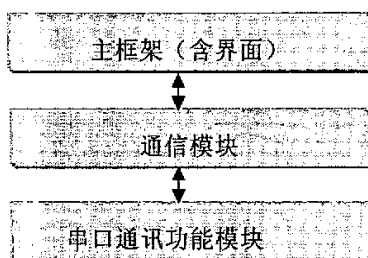 主框架（含界面）
通信模块
串口通讯功能模块